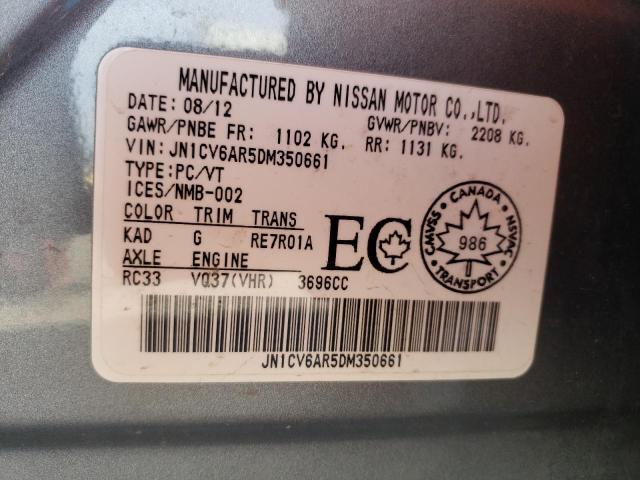 MANUFACTURED BY NISSAN MOTOR CO.,LTD.
DATE: 08/12
GVWR/PNBV: 2208 KG.
GAWR/PNBE FR: 1102 KG. RR: 1131 KG.
VIN: JN1CV6AR5DM350661
TYPE: PC/VT
ICES/NMB-002
COLOR TRIM TRANS
KAD G RE7R01A
AXLE ENGINE
RC33 VQ37(VHR) 3696CC
EC
CANADA
CMVSS NSVAC
986
TRANSPORT
JN1CV6AR5DM350661